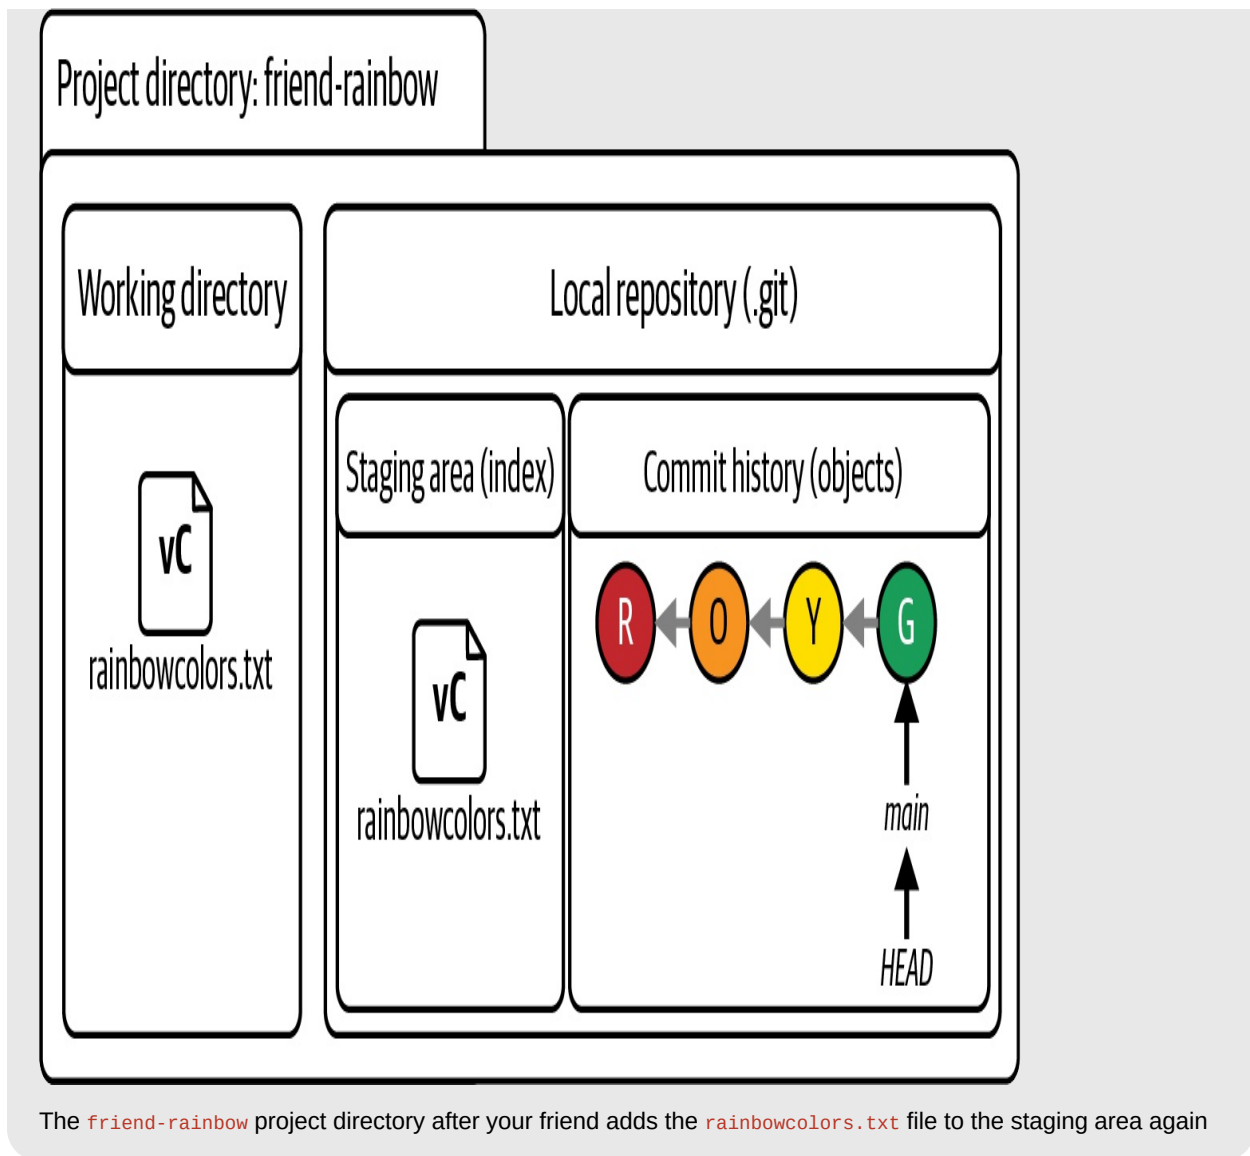 Project directory: friend-rainbow
Working directory
Local repository (.git)
Staging area (index)
Commit history (objects)
vC
rainbowcolors.txt
vC
rainbowcolors.txt
R
O
Y
G
main
HEAD
The friend-rainbow project directory after your friend adds the rainbowcolors.txt file to the staging area again